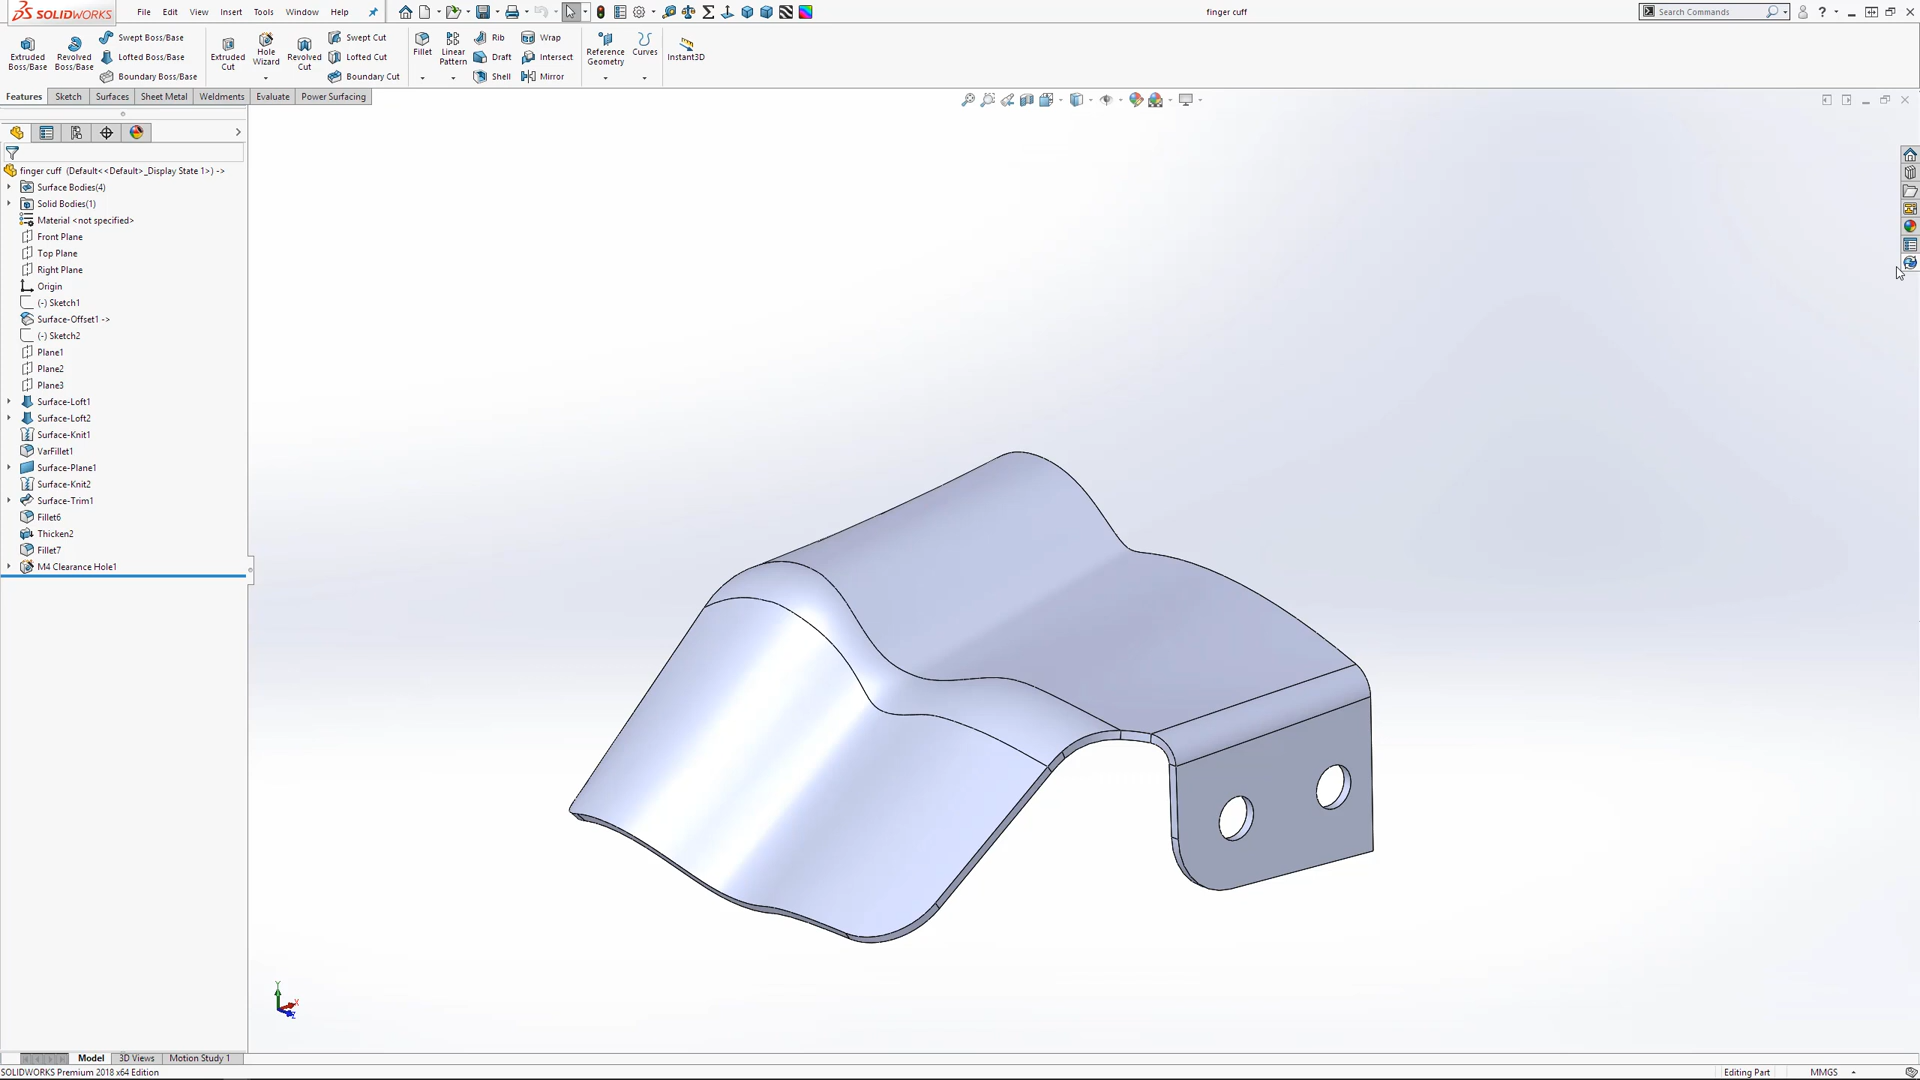 SOLIDWORKS File Edit View Insert Tools Window Help finger cuff Search Commands ?
Extruded Boss/Base
Revolved Boss/Base
Swept Boss/Base
Lofted Boss/Base
Boundary Boss/Base
Extruded Cut
Hole Wizard
Revolved Cut
Swept Cut
Lofted Cut
Boundary Cut
Fillet
Linear Pattern
Rib
Draft
Shell
Wrap
Intersect
Mirror
Reference Geometry
Curves
Instant3D
Features Sketch Surfaces Sheet Metal Weldments Evaluate Power Surfacing
finger cuff (Default<<Default>_Display State 1>) ->
Surface Bodies(4)
Solid Bodies(1)
Material <not specified>
Front Plane
Top Plane
Right Plane
Origin
(-) Sketch1
Surface-Offset1 ->
(-) Sketch2
Plane1
Plane2
Plane3
Surface-Loft1
Surface-Loft2
Surface-Knit1
VarFillet1
Surface-Plane1
Surface-Knit2
Surface-Trim1
Fillet6
Thicken2
Fillet7
M4 Clearance Hole1
Y
X
Z
Model 3D Views Motion Study 1
SOLIDWORKS Premium 2018 x64 Edition Editing Part MMGS